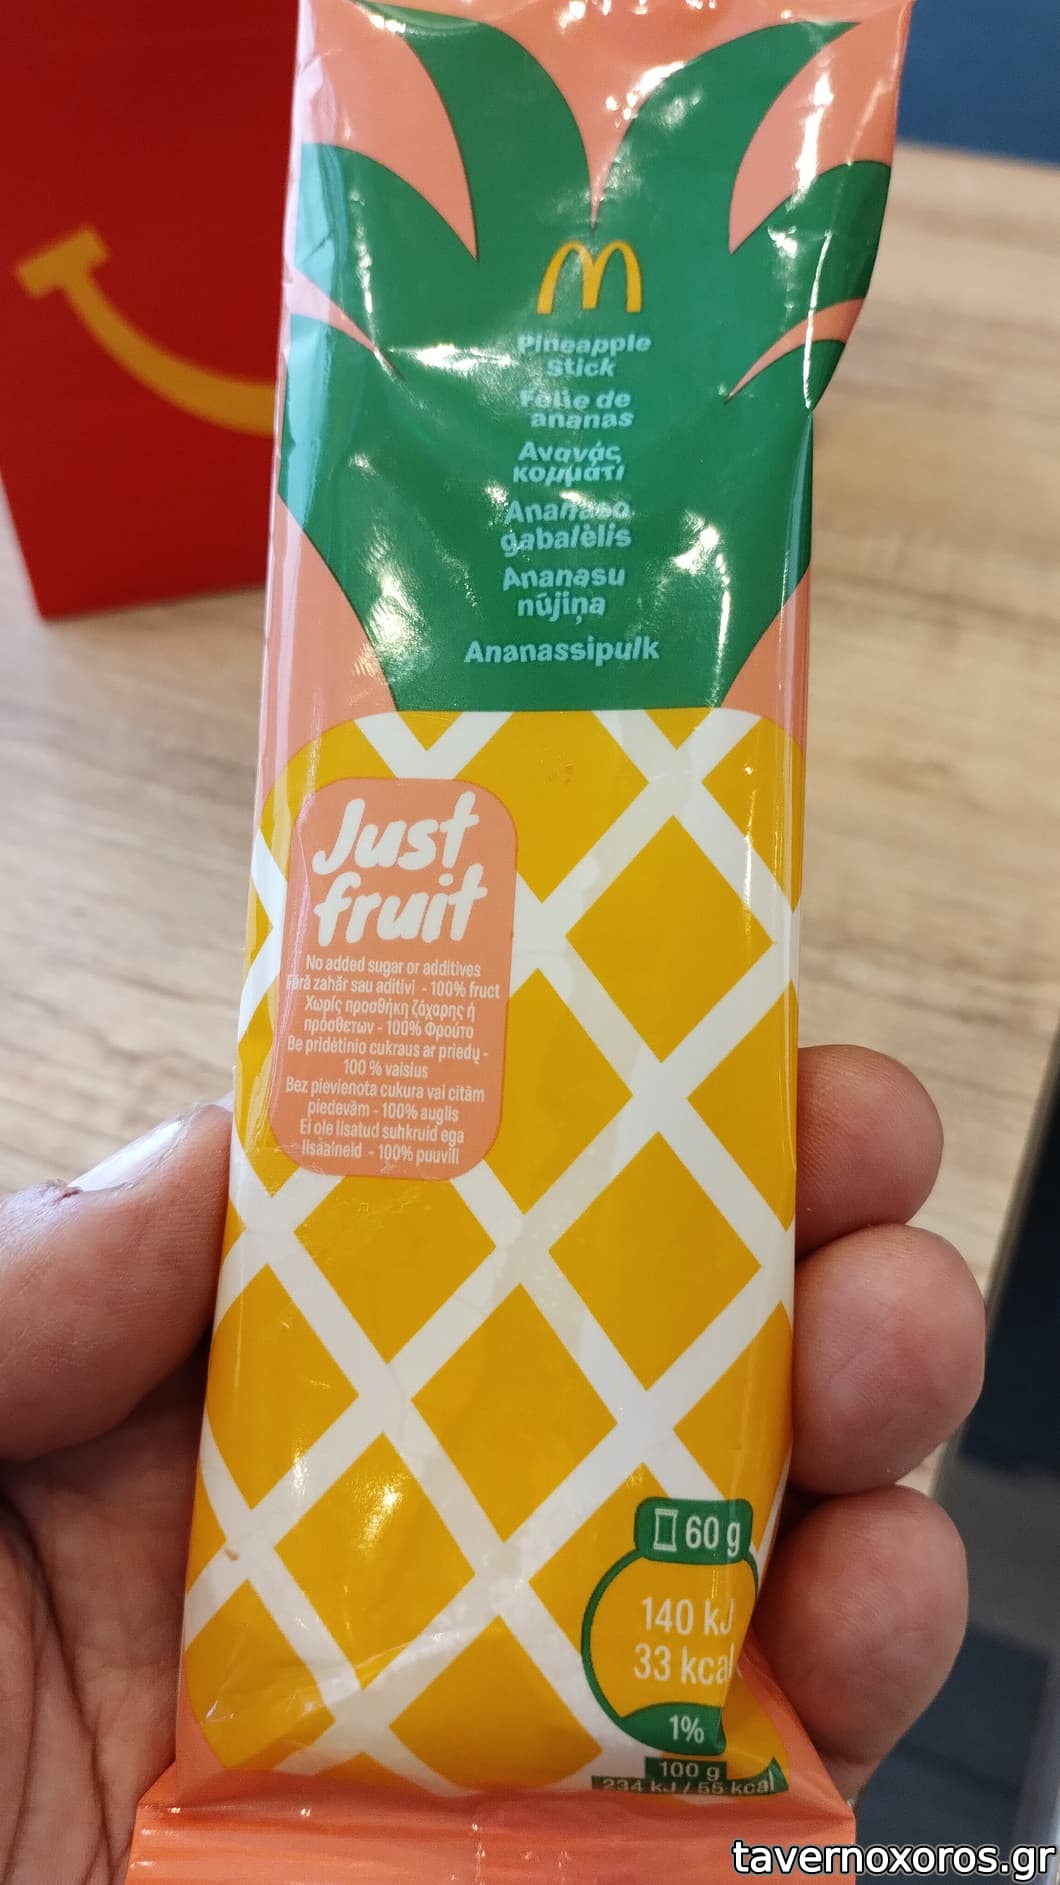 Pineapple
Stick
Felie de
ananas
Ανανάς
κομμάτι
Ananaso
gabalėlis
Ananasu
nūjiņa
Ananassipulk
Just
fruit
No added sugar or additives
Fără zahăr sau aditivi - 100% fruct
Χωρίς προσθήκη ζάχαρης ή
πρόσθετων - 100% Φρούτο
Be pridėtinio cukraus ar priedų -
100 % vaisius
Bez pievienota cukura vai citām
piedevām - 100% auglis
Ei ole lisatud suhkruid ega
lisaaineid - 100% puuvili
60 g
140 kJ
33 kcal
1%
100 g
234 kJ / 55 kcal
tavernoxoros.gr